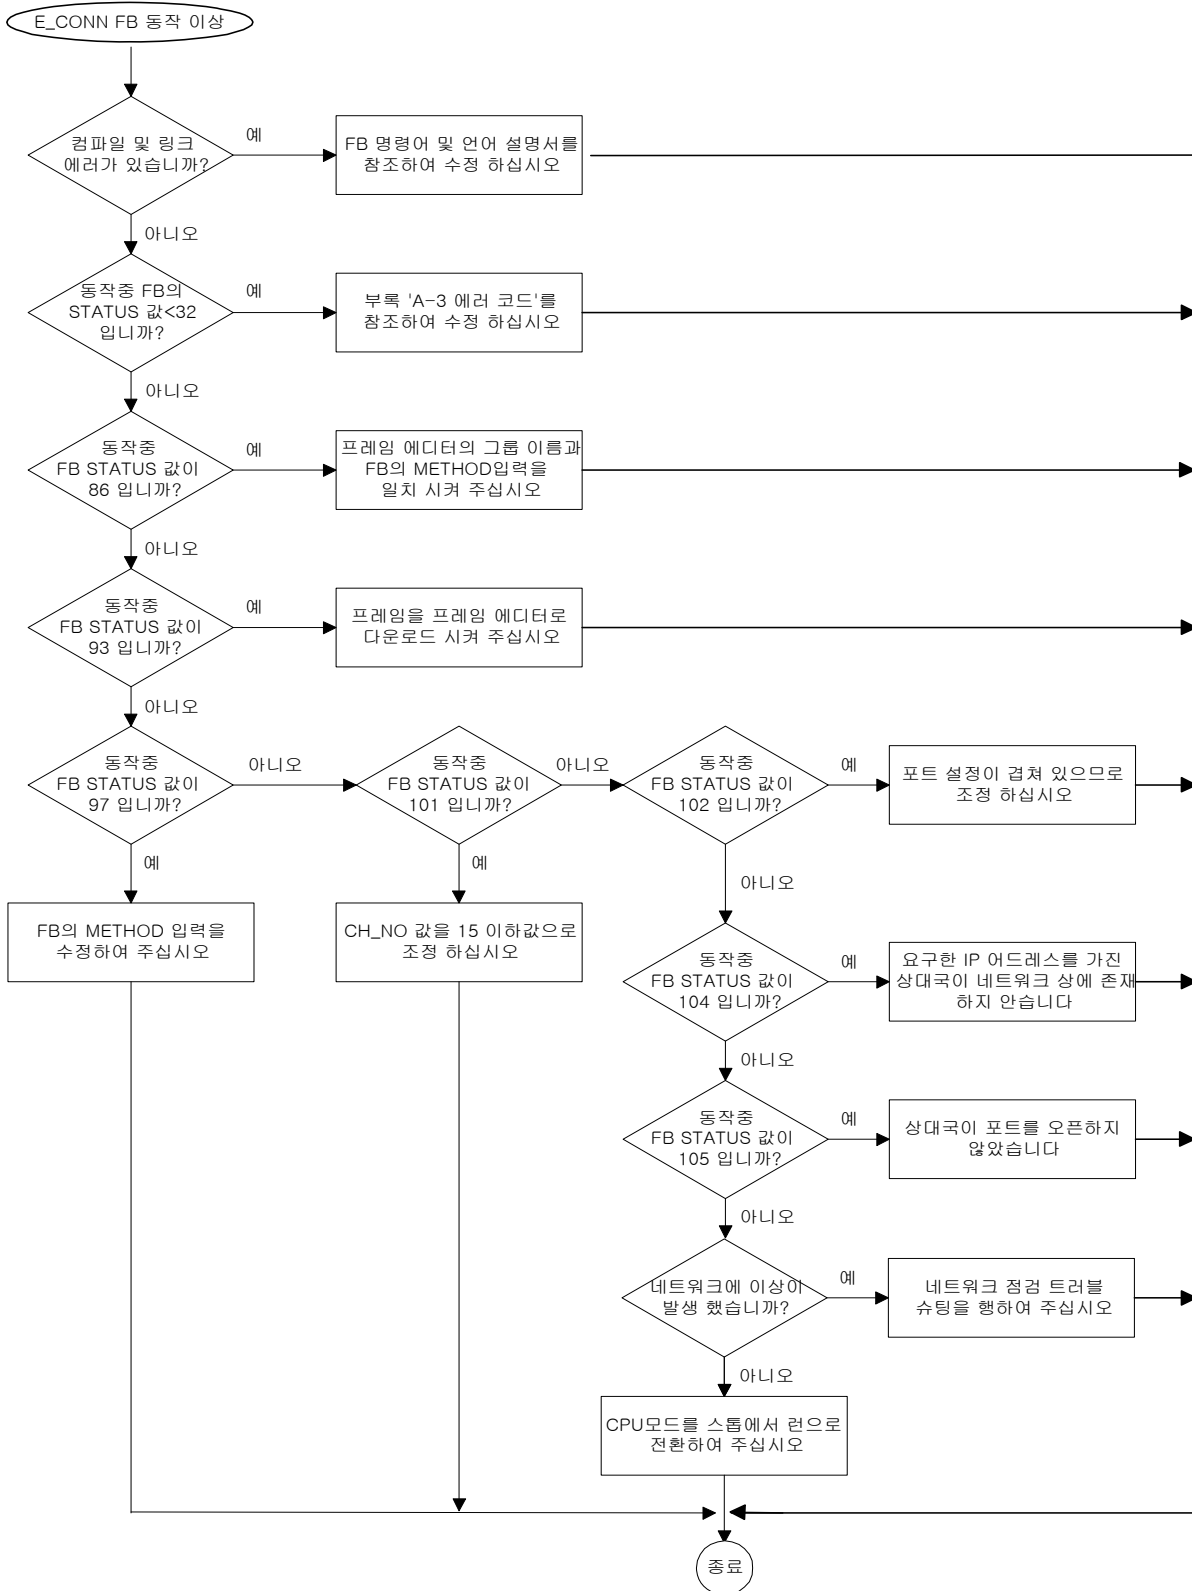 E_CONN FB 동작 이상
컴파일 및 링크
에러가 있습니까?
예
FB 명령어 및 언어 설명서를
참조하여 수정 하십시오
아니오
동작중 FB의
STATUS 값<32
입니까?
예
부록 'A-3 에러 코드'를
참조하여 수정 하십시오
아니오
동작중
FB STATUS 값이
86 입니까?
예
프레임 에디터의 그룹 이름과
FB의 METHOD입력을
일치 시켜 주십시오
아니오
동작중
FB STATUS 값이
93 입니까?
예
프레임을 프레임 에디터로
다운로드 시켜 주십시오
아니오
동작중
FB STATUS 값이
97 입니까?
아니오
동작중
FB STATUS 값이
101 입니까?
아니오
동작중
FB STATUS 값이
102 입니까?
예
포트 설정이 겹쳐 있으므로
조정 하십시오
예
FB의 METHOD 입력을
수정하여 주십시오
예
CH_NO 값을 15 이하값으로
조정 하십시오
아니오
동작중
FB STATUS 값이
104 입니까?
예
요구한 IP 어드레스를 가진
상대국이 네트워크 상에 존재
하지 안습니다
아니오
동작중
FB STATUS 값이
105 입니까?
예
상대국이 포트를 오픈하지
않았습니다
아니오
네트워크에 이상이
발생 했습니까?
예
네트워크 점검 트러블
슈팅을 행하여 주십시오
아니오
CPU모드를 스톱에서 런으로
전환하여 주십시오
종료